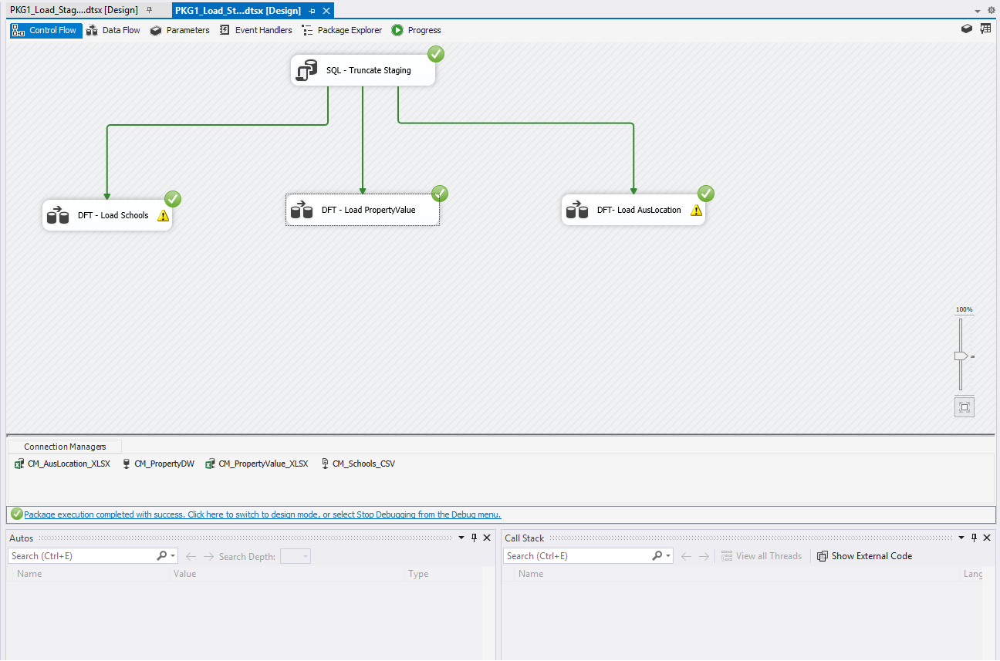 PKG1_Load_Stag....dtsx [Design]
PKG1_Load_St...dtsx [Design]
Control Flow
Data Flow
Parameters
Event Handlers
Package Explorer
Progress
SQL - Truncate Staging
DFT - Load Schools
DFT - Load PropertyValue
DFT- Load AusLocation
100%
Connection Managers
CM_AusLocation_XLSX
CM_PropertyDW
CM_PropertyValue_XLSX
CM_Schools_CSV
Package execution completed with success. Click here to switch to design mode, or select Stop Debugging from the Debug menu.
Autos
Search (Ctrl+E)
Search Depth:
Name
Value
Type
Call Stack
Search (Ctrl+E)
View all Threads
Show External Code
Name
Lang